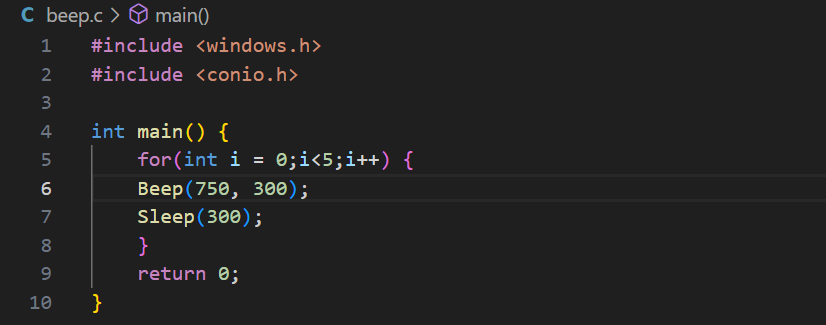 C beep.c > main()
1 #include <windows.h>
2 #include <conio.h>
3
4 int main() {
5     for(int i = 0;i<5;i++) {
6     Beep(750, 300);
7     Sleep(300);
8     }
9     return 0;
10 }